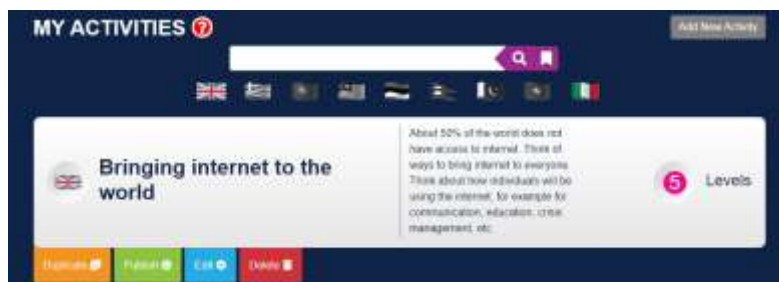 MY ACTIVITIES ?
Add New Activity
Bringing internet to the
world
About 50% of the world does not
have access to internet. Think of
ways to bring internet to everyone.
Think about how individuals will be
using the internet, for example for
communication, education, crisis
management, etc.
5 Levels
Duplicate
Publish
Edit
Delete